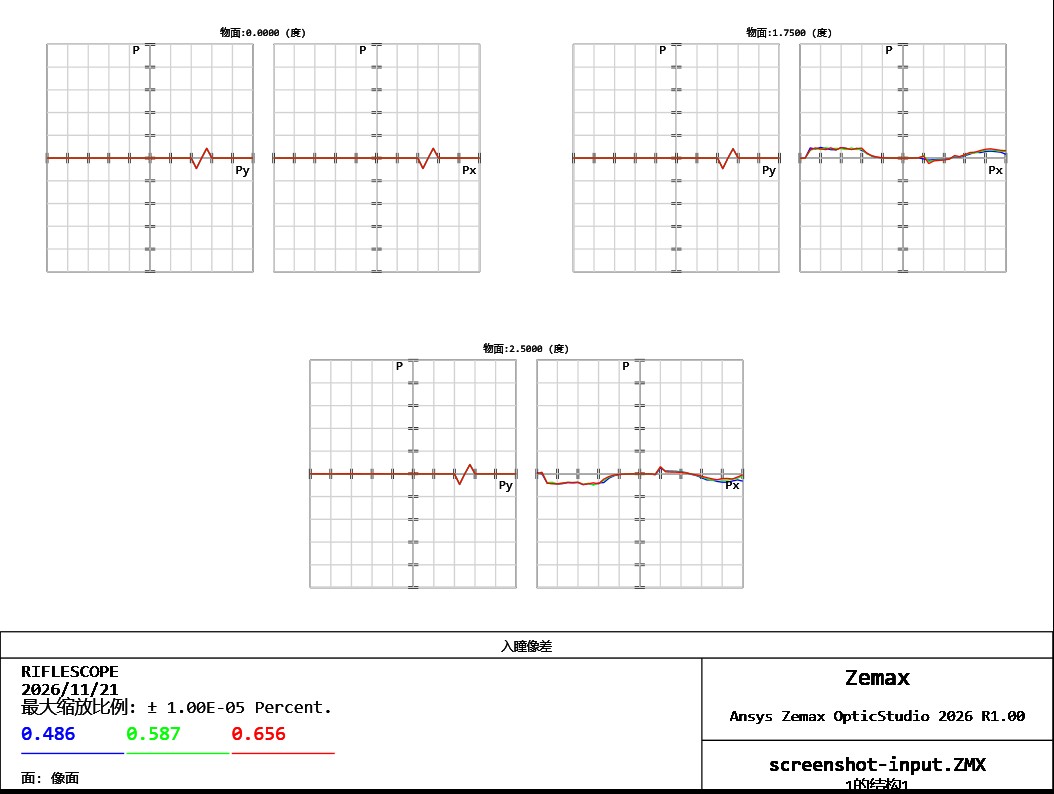 物面:0.0000 (度)
P
Py
P
Px
物面:1.7500 (度)
P
Py
P
Px
物面:2.5000 (度)
P
Py
P
Px
入瞳像差
RIFLESCOPE
2026/11/21
最大缩放比例: ± 1.00E-05 Percent.
0.486 0.587 0.656
面: 像面
Zemax
Ansys Zemax OpticStudio 2026 R1.00
screenshot-input.ZMX
1的结构1